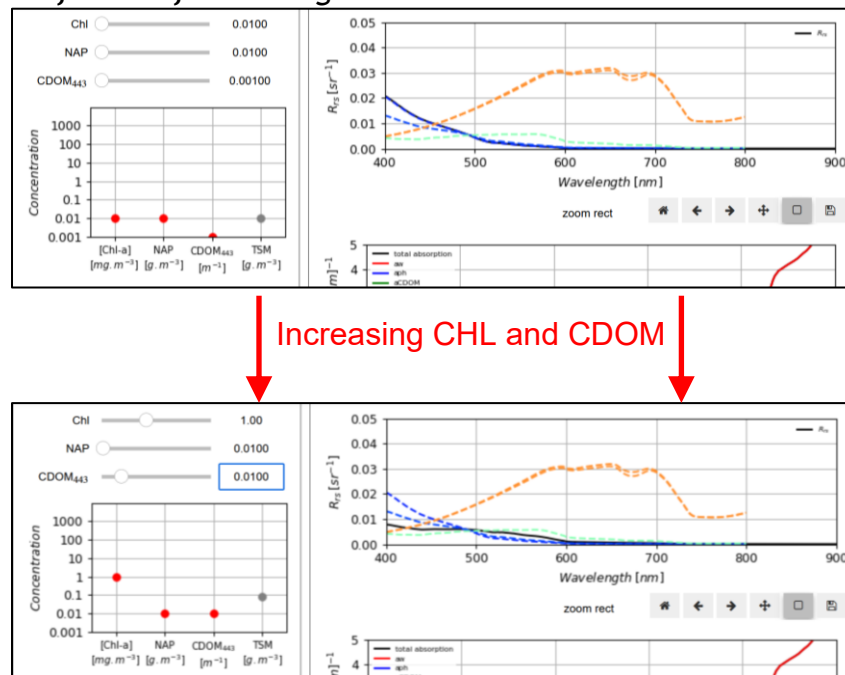 Chl 0.0100
NAP 0.0100
CDOM443 0.00100
Concentration
1000
100
10
1
0.1
0.01
0.001
[Chl-a] NAP CDOM443 TSM
[mg.m⁻³] [g.m⁻³] [m⁻¹] [g.m⁻³]
Rrs [sr⁻¹]
0.05
0.04
0.03
0.02
0.01
0.00
400 500 600 700 800 900
Wavelength [nm]
Rrs
zoom rect
m]⁻¹
5
4
total absorption
aw
aph
aCDOM
Increasing CHL and CDOM
Chl 1.00
NAP 0.0100
CDOM443 0.0100
Concentration
1000
100
10
1
0.1
0.01
0.001
[Chl-a] NAP CDOM443 TSM
[mg.m⁻³] [g.m⁻³] [m⁻¹] [g.m⁻³]
Rrs [sr⁻¹]
0.05
0.04
0.03
0.02
0.01
0.00
400 500 600 700 800 900
Wavelength [nm]
Rrs
zoom rect
m]⁻¹
5
4
total absorption
aw
aph